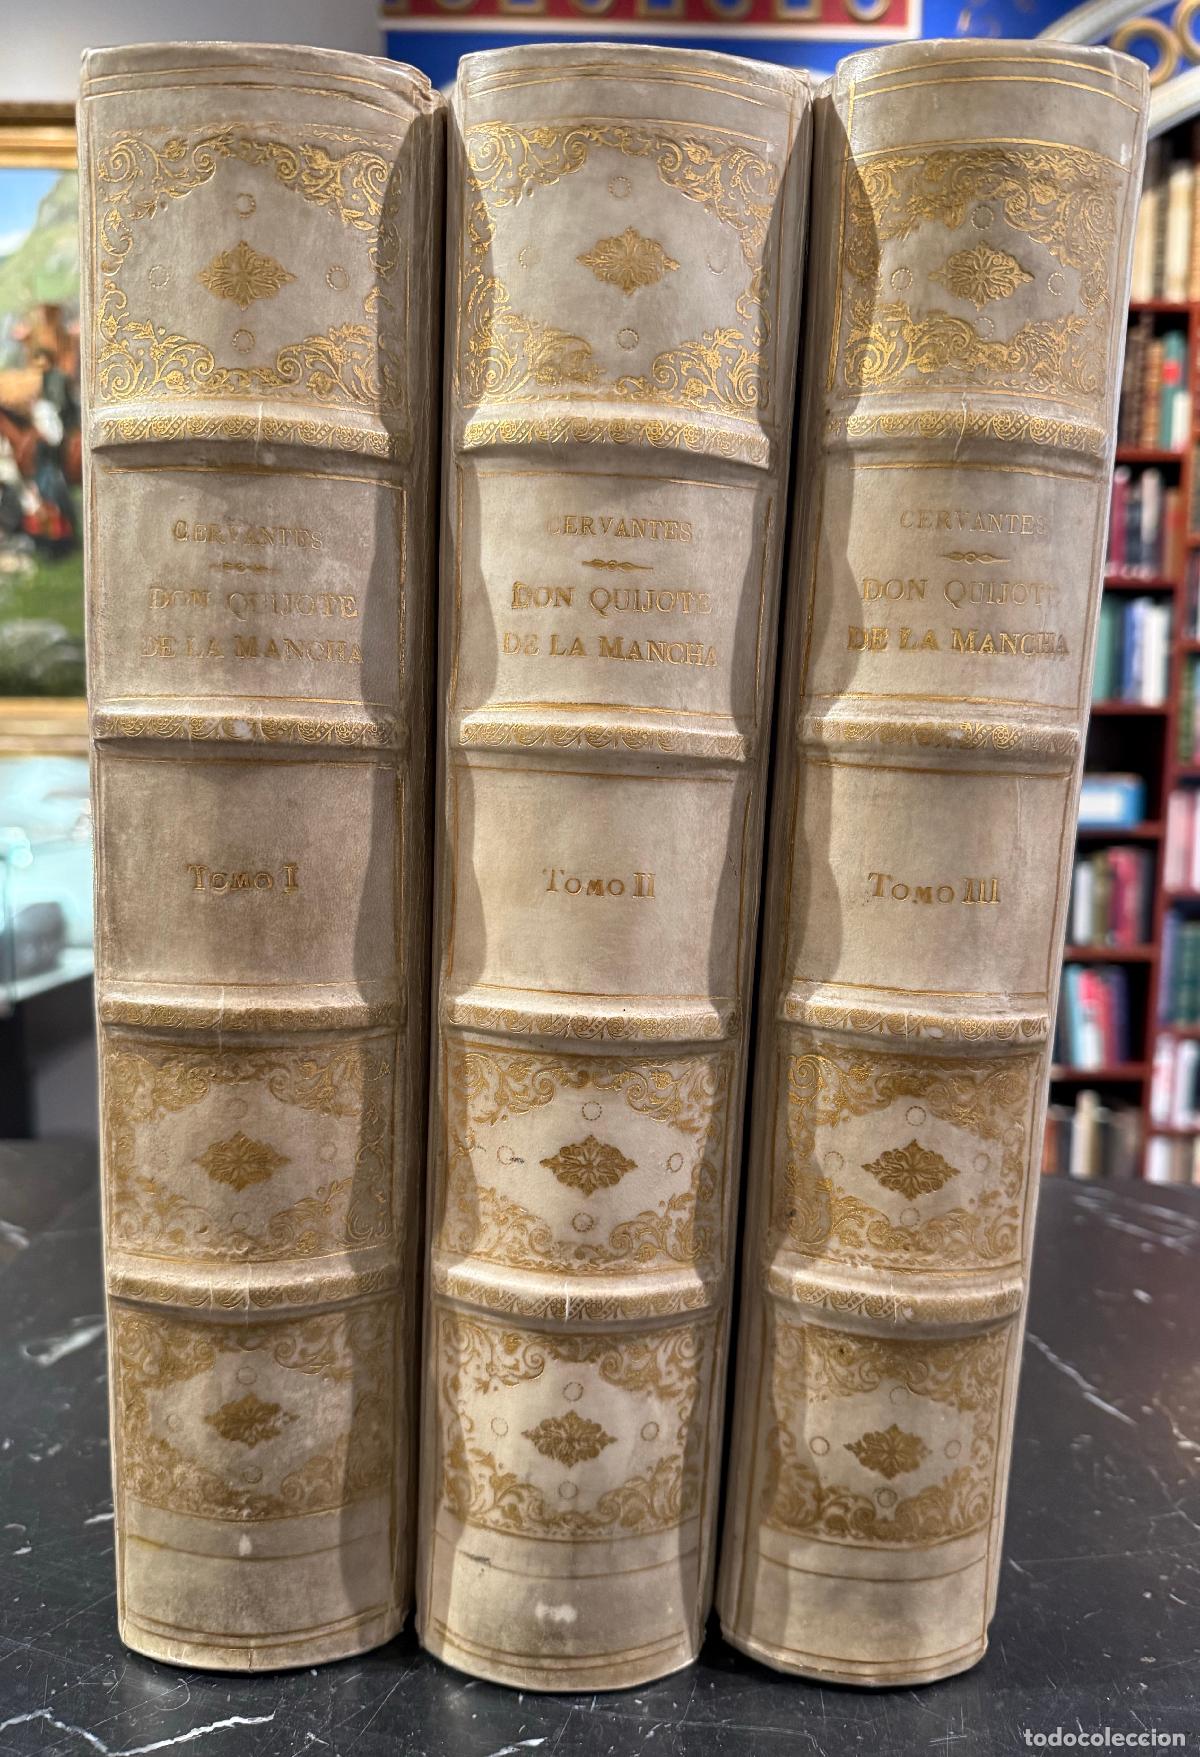 CERVANTES
DON QUIJOTE
DE LA MANCHA
TOMO I
CERVANTES
DON QUIJOTE
DE LA MANCHA
TOMO II
CERVANTES
DON QUIJOTE
DE LA MANCHA
TOMO III
todocoleccion